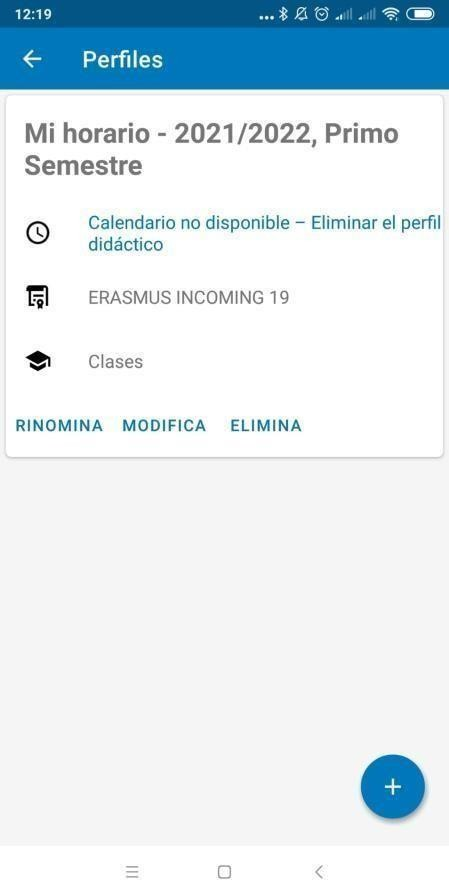 12:19
Perfiles
Mi horario - 2021/2022, Primo
Semestre
Calendario no disponible – Eliminar el perfil
didáctico
ERASMUS INCOMING 19
Clases
RINOMINA MODIFICA ELIMINA
+